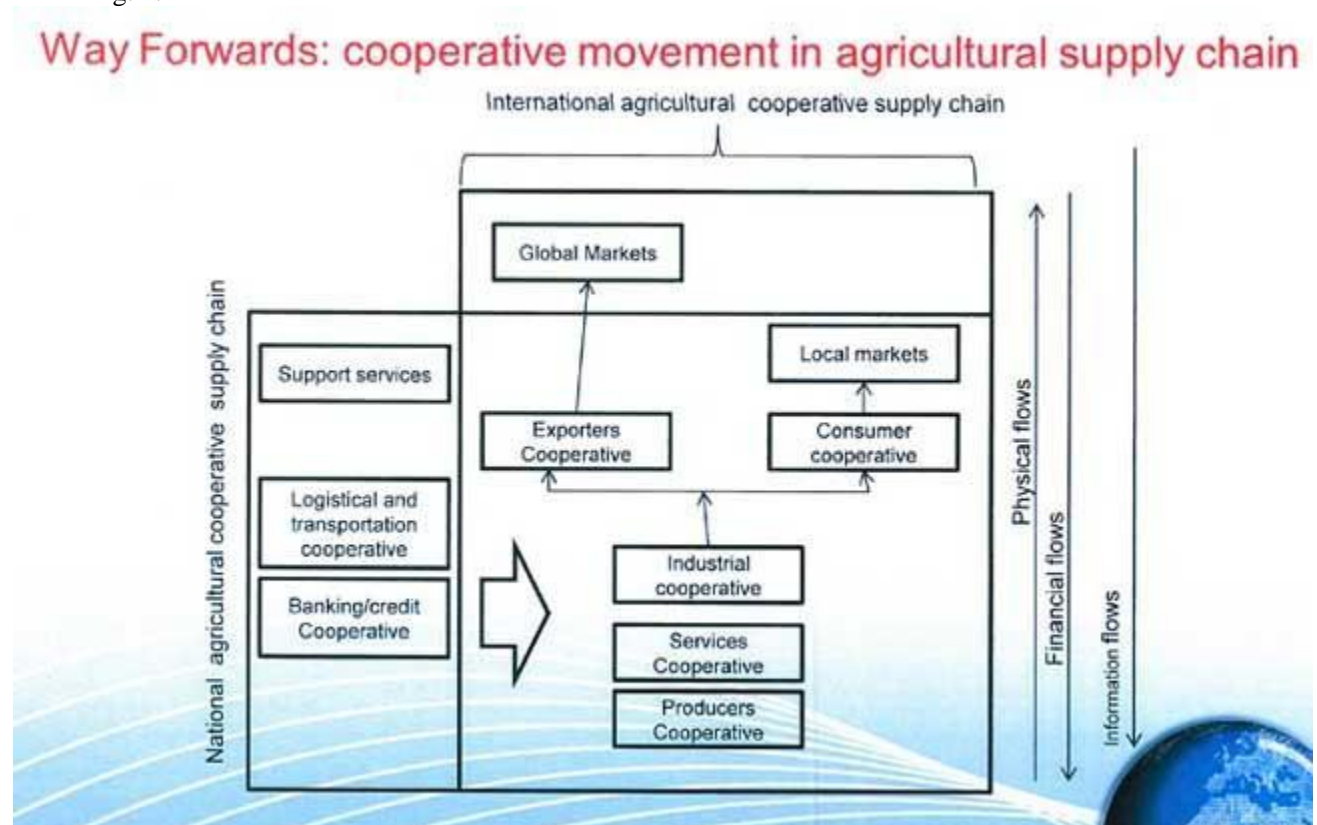 Way Forwards: cooperative movement in agricultural supply chain
International agricultural cooperative supply chain
Global Markets
National agricultural cooperative supply chain
Support services
Local markets
Exporters
Cooperative
Consumer
cooperative
Logistical and
transportation
cooperative
Banking/credit
Cooperative
Industrial
cooperative
Services
Cooperative
Producers
Cooperative
Physical flows
Financial flows
Information flows